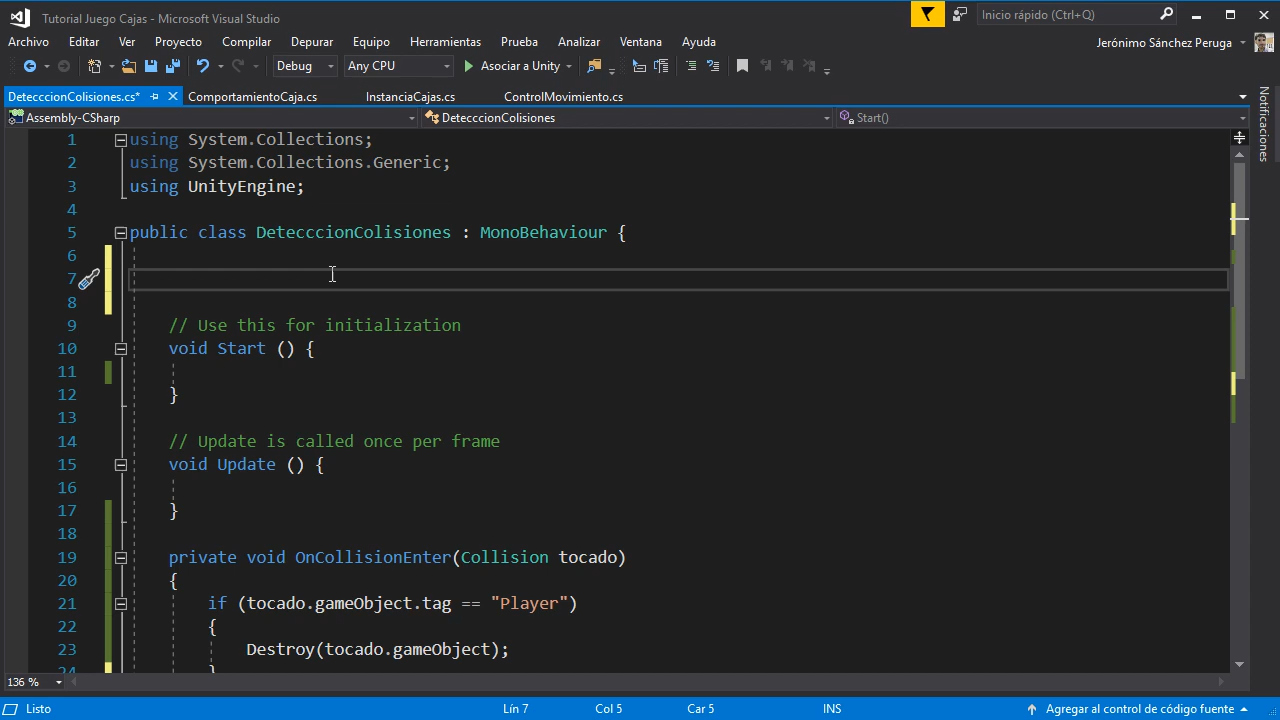 Tutorial Juego Cajas - Microsoft Visual Studio
Inicio rápido (Ctrl+Q)
Archivo Editar Ver Proyecto Compilar Depurar Equipo Herramientas Prueba Analizar Ventana Ayuda
Jerónimo Sánchez Peruga
Debug Any CPU Asociar a Unity
DetecccionColisiones.cs* ComportamientoCaja.cs InstanciaCajas.cs ControlMovimiento.cs
Assembly-CSharp DetecccionColisiones Start()
Notificaciones
1 using System.Collections;
2 using System.Collections.Generic;
3 using UnityEngine;
4
5 public class DetecccionColisiones : MonoBehaviour {
6
7
8
9 // Use this for initialization
10 void Start () {
11
12 }
13
14 // Update is called once per frame
15 void Update () {
16
17 }
18
19 private void OnCollisionEnter(Collision tocado)
20 {
21 if (tocado.gameObject.tag == "Player")
22 {
23 Destroy(tocado.gameObject);
24 }
136 %
Listo Lín 7 Col 5 Car 5 INS Agregar al control de código fuente